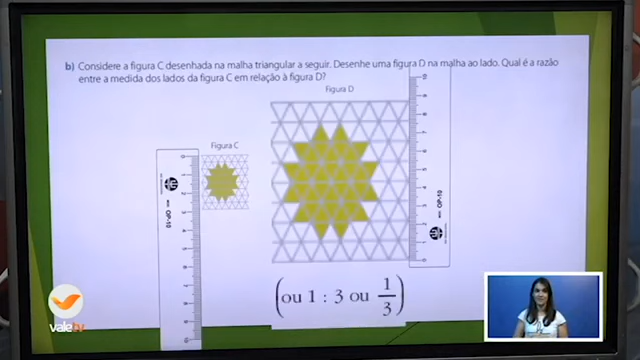 b) Considere a figura C desenhada na malha triangular a seguir. Desenhe uma figura D na malha ao lado. Qual é a razão
entre a medida dos lados da figura C em relação à figura D?
Figura D
Figura C
OP-10
OP-10
(ou 1 : 3 ou 1/3)
vale tv